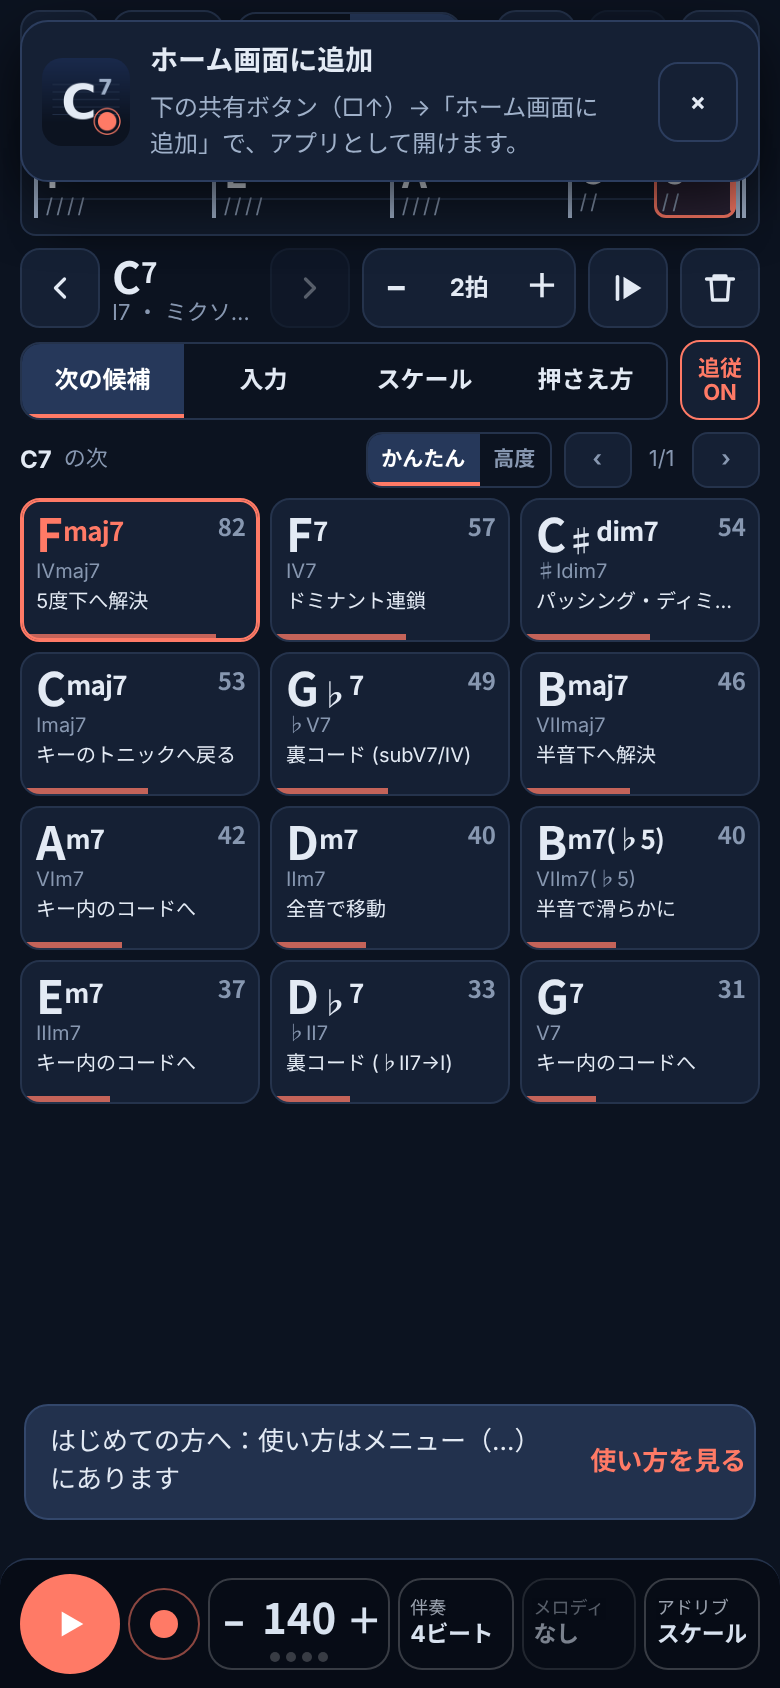 C7
ホーム画面に追加
下の共有ボタン（□↑）→「ホーム画面に
追加」で、アプリとして開けます。
×
//// //// //// // //
C7
I7 ・ ミクソ…
− 2拍 +
次の候補 入力 スケール 押さえ方
追従
ON
C7 の次
かんたん 高度
‹ 1/1 ›
Fmaj7 82
IVmaj7
5度下へ解決
F7 57
IV7
ドミナント連鎖
C♯dim7 54
♯Idim7
パッシング・ディミ…
Cmaj7 53
Imaj7
キーのトニックへ戻る
G♭7 49
♭V7
裏コード (subV7/IV)
Bmaj7 46
VIImaj7
半音下へ解決
Am7 42
VIm7
キー内のコードへ
Dm7 40
IIm7
全音で移動
Bm7(♭5) 40
VIIm7(♭5)
半音で滑らかに
Em7 37
IIIm7
キー内のコードへ
D♭7 33
♭II7
裏コード (♭II7→I)
G7 31
V7
キー内のコードへ
はじめての方へ：使い方はメニュー（…）
にあります
使い方を見る
− 140 +
伴奏
4ビート
メロディ
なし
アドリブ
スケール